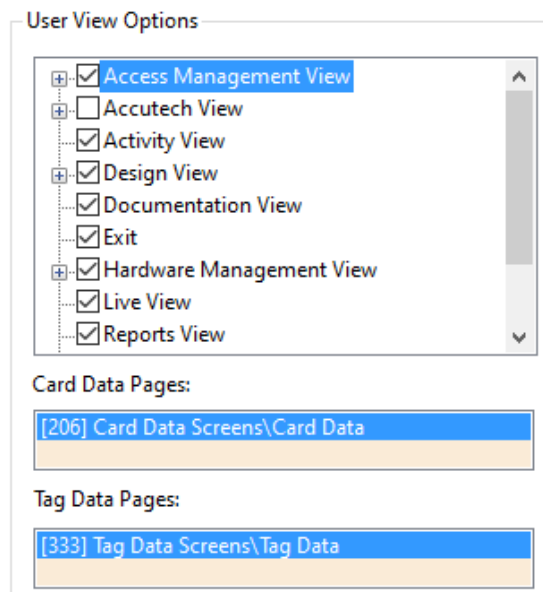 User View Options
Access Management View
Accutech View
Activity View
Design View
Documentation View
Exit
Hardware Management View
Live View
Reports View
Card Data Pages:
[206] Card Data Screens\Card Data
Tag Data Pages:
[333] Tag Data Screens\Tag Data